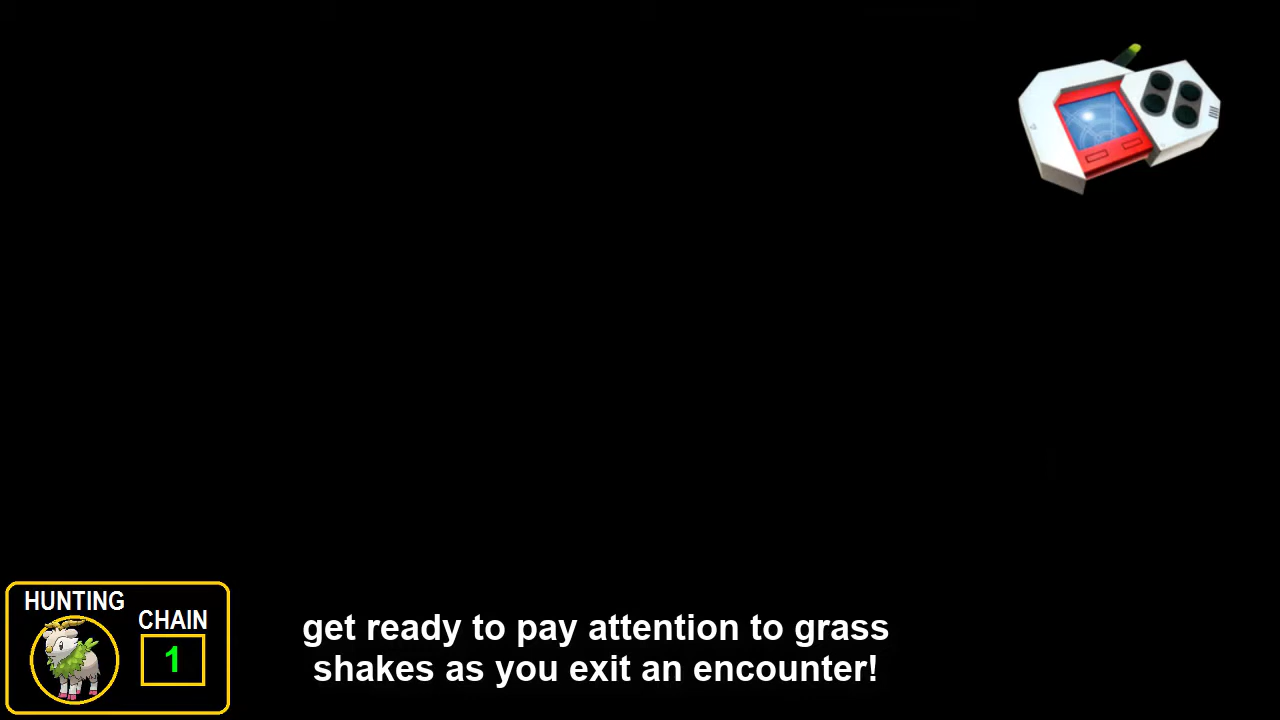 HUNTING
CHAIN
1
get ready to pay attention to grass
shakes as you exit an encounter!